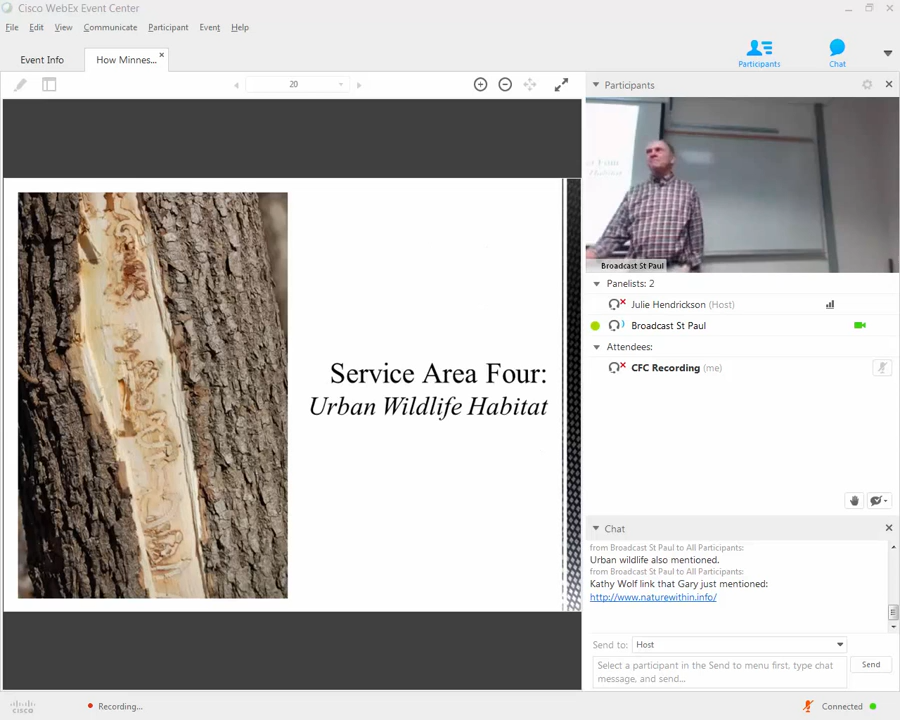 Cisco WebEx Event Center
File Edit View Communicate Participant Event Help
Event Info
How Minnes...
Participants
Chat
20
Participants
Broadcast St Paul
Panelists: 2
Julie Hendrickson (Host)
Broadcast St Paul
Attendees:
CFC Recording (me)
Service Area Four:
Urban Wildlife Habitat
Chat
from Broadcast St Paul to All Participants:
Urban wildlife also mentioned.
from Broadcast St Paul to All Participants:
Kathy Wolf link that Gary just mentioned:
http://www.naturewithin.info/
Send to: Host
Select a participant in the Send to menu first, type chat
message, and send...
Send
cisco
Recording...
Connected